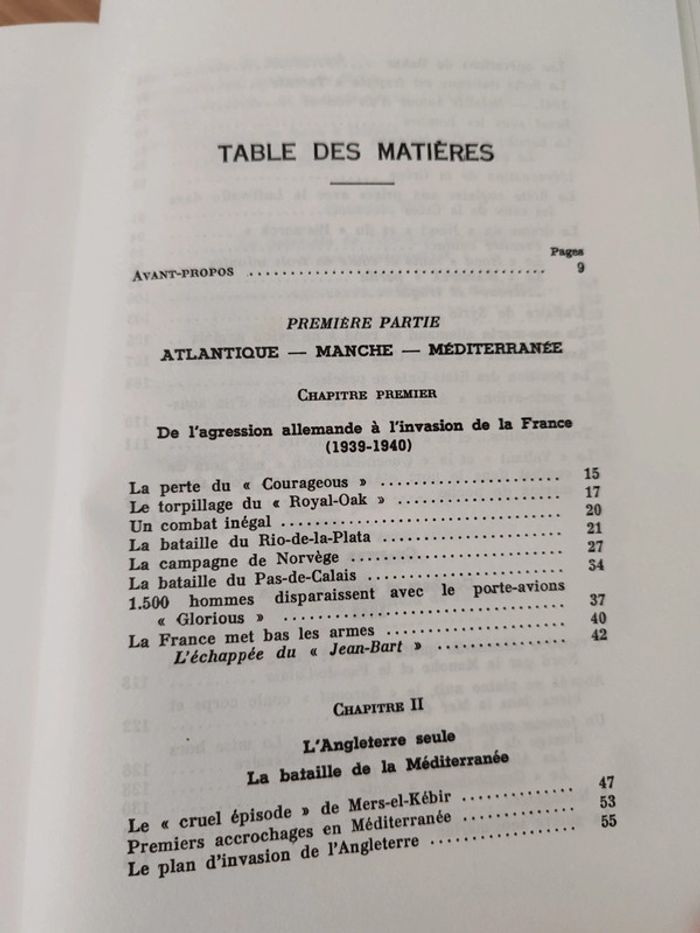 TABLE DES MATIÈRES
Pages
AVANT-PROPOS ........................................ 9
PREMIÈRE PARTIE
ATLANTIQUE — MANCHE — MÉDITERRANÉE
CHAPITRE PREMIER
De l'agression allemande à l'invasion de la France
(1939-1940)
La perte du « Courageous » ........................ 15
Le torpillage du « Royal-Oak » ..................... 17
Un combat inégal .................................. 20
La bataille du Rio-de-la-Plata ........................ 21
La campagne de Norvège ........................... 27
La bataille du Pas-de-Calais ......................... 34
1.500 hommes disparaissent avec le porte-avions
« Glorious » .................................... 37
La France met bas les armes ........................ 40
L'échappée du « Jean-Bart » ................... 42
CHAPITRE II
L'Angleterre seule
La bataille de la Méditerranée
Le « cruel épisode » de Mers-el-Kébir ............... 47
Premiers accrochages en Méditerranée ............... 53
Le plan d'invasion de l'Angleterre ................... 55